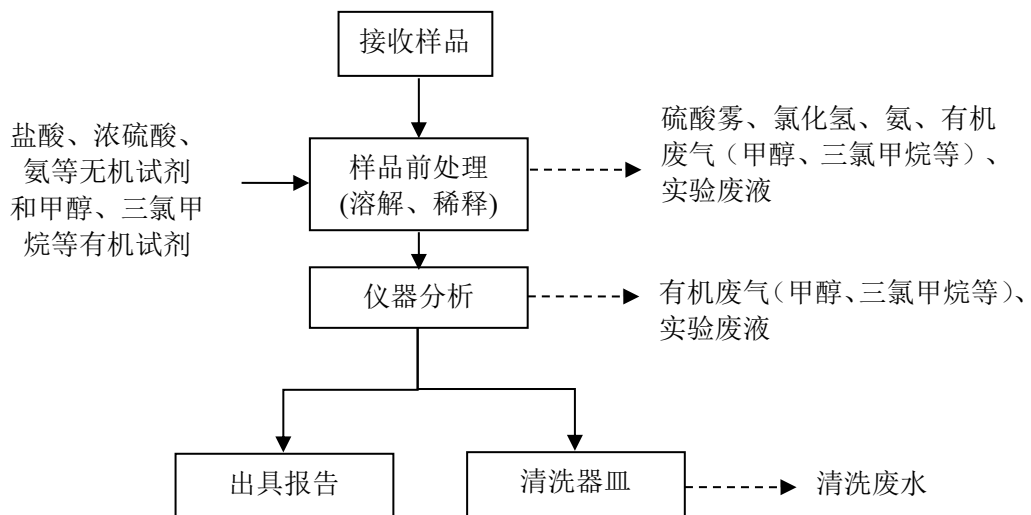 接收样品
盐酸、浓硫酸、
氨等无机试剂
和甲醇、三氯甲
烷等有机试剂
样品前处理
(溶解、稀释)
硫酸雾、氯化氢、氨、有机
废气（甲醇、三氯甲烷等）、
实验废液
仪器分析
有机废气（甲醇、三氯甲烷等）、
实验废液
出具报告
清洗器皿
清洗废水